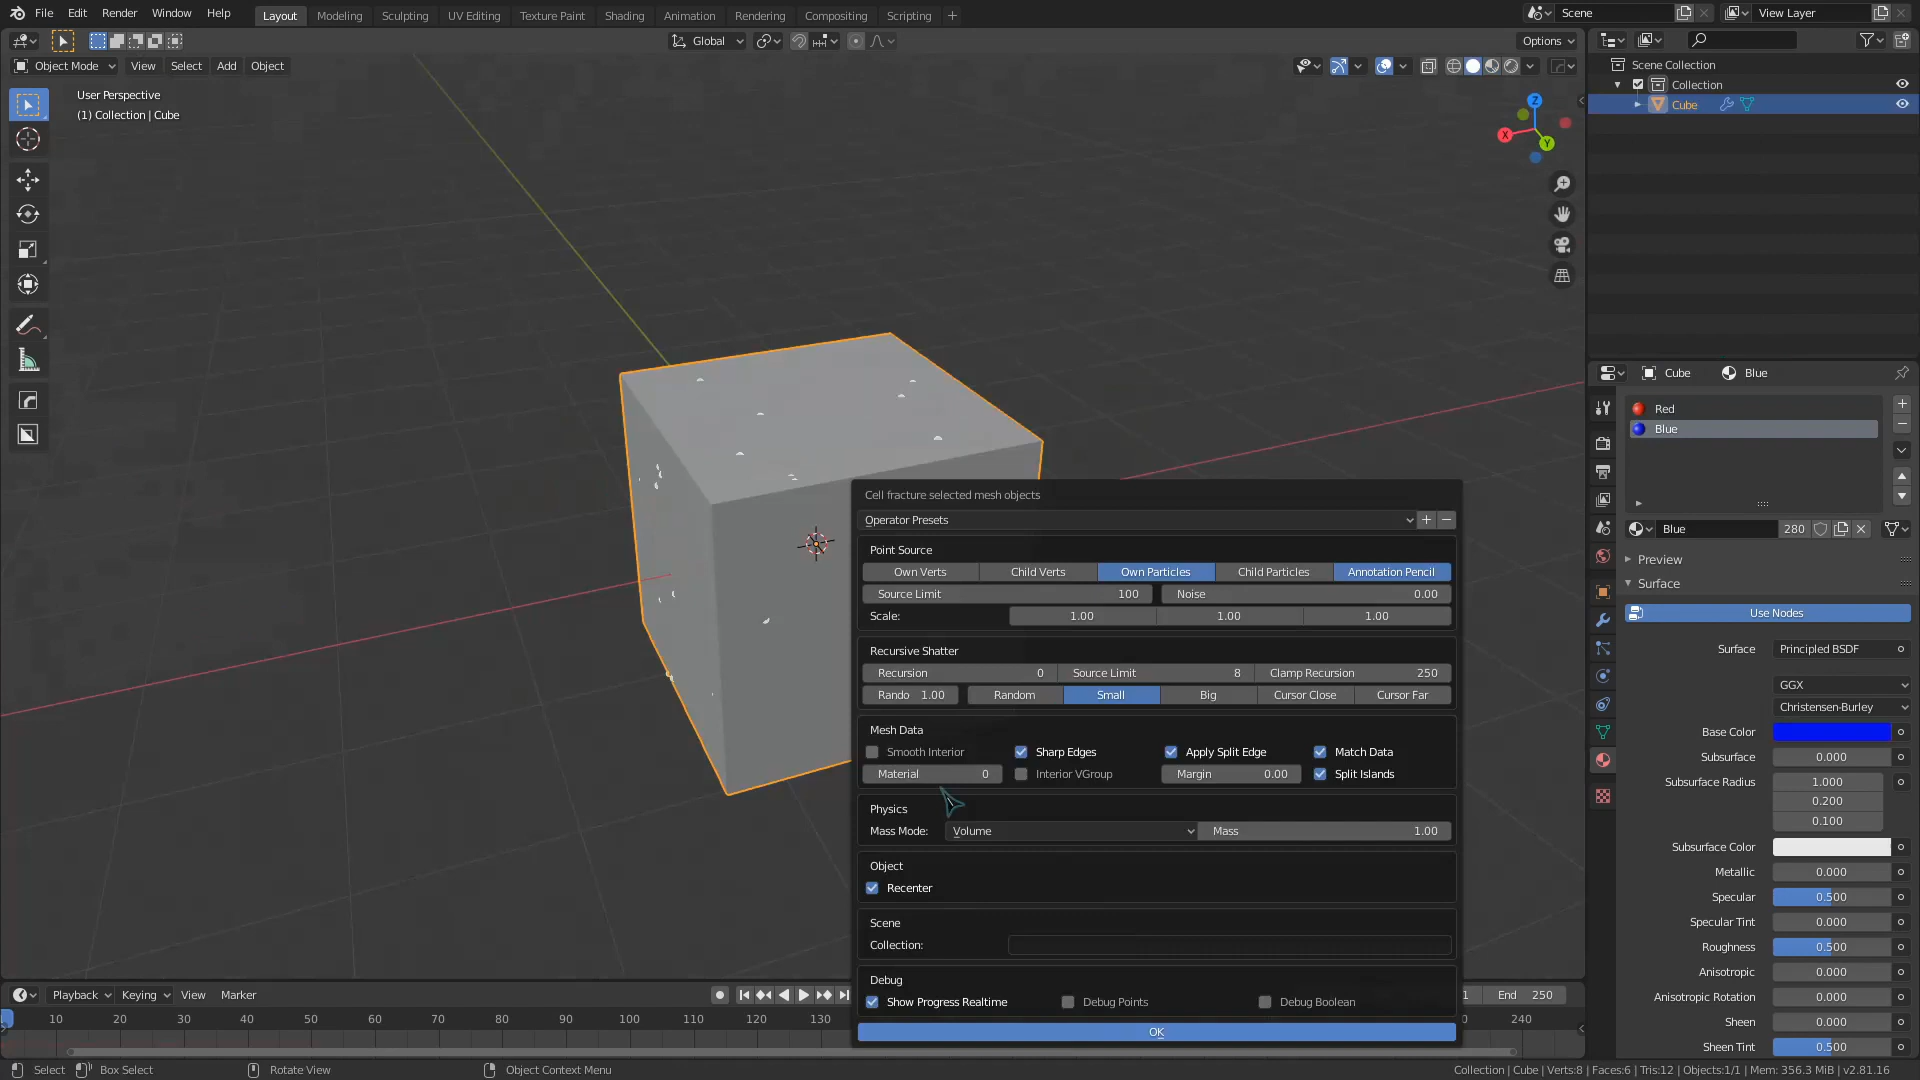 File Edit Render Window Help Layout Modeling Sculpting UV Editing Texture Paint Shading Animation Rendering Compositing Scripting + Scene View Layer
Global Options
Object Mode View Select Add Object
User Perspective
(1) Collection | Cube
Z
X
Y
Scene Collection
Collection
Cube
Cube Blue
Red
Blue
Blue 280
Preview
Surface
Use Nodes
Surface Principled BSDF
GGX
Christensen-Burley
Base Color
Subsurface 0.000
Subsurface Radius 1.000
0.200
0.100
Subsurface Color
Metallic 0.000
Specular 0.500
Specular Tint 0.000
Roughness 0.500
Anisotropic 0.000
Anisotropic Rotation 0.000
Sheen 0.000
Sheen Tint 0.500
Cell fracture selected mesh objects
Operator Presets
Point Source
Own Verts Child Verts Own Particles Child Particles Annotation Pencil
Source Limit 100 Noise 0.00
Scale: 1.00 1.00 1.00
Recursive Shatter
Recursion 0 Source Limit 8 Clamp Recursion 250
Rando 1.00 Random Small Big Cursor Close Cursor Far
Mesh Data
Smooth Interior Sharp Edges Apply Split Edge Match Data
Material 0 Interior VGroup Margin 0.00 Split Islands
Physics
Mass Mode: Volume Mass 1.00
Object
Recenter
Scene
Collection:
Debug
Show Progress Realtime Debug Points Debug Boolean
OK
Playback Keying View Marker 1 End 250
10 20 30 40 50 60 70 80 90 100 110 120 130 0 240
Select Box Select Rotate View Object Context Menu Collection | Cube | Verts:8 | Faces:6 | Tris:12 | Objects:1/1 | Mem: 356.3 MiB | v2.81.16